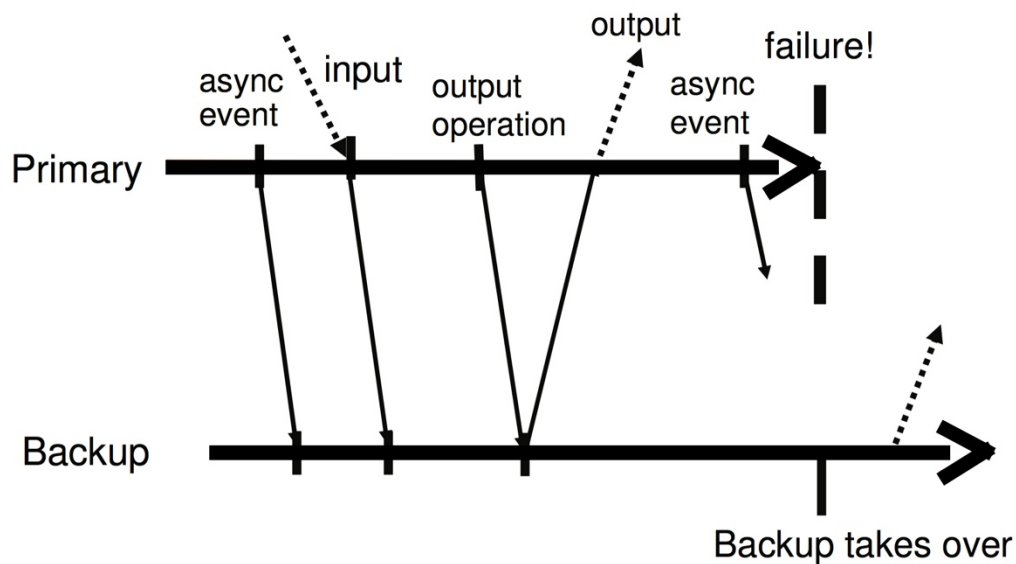 output
failure!
async
event
input
output
operation
async
event
Primary
Backup
Backup takes over